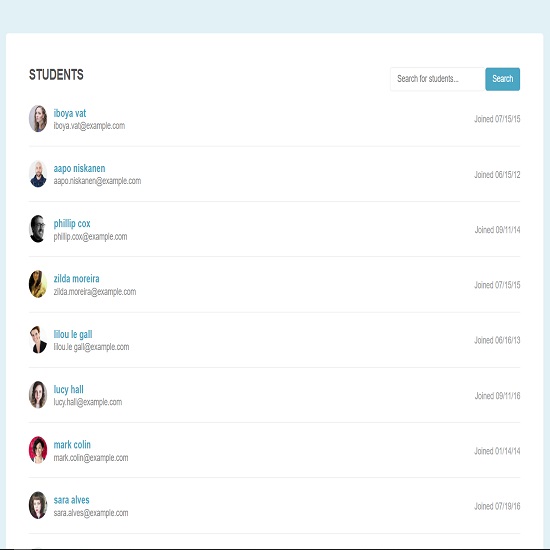 STUDENTS
Search for students...
Search
iboya vat
iboya.vat@example.com
Joined 07/15/15
aapo niskanen
aapo.niskanen@example.com
Joined 06/15/12
phillip cox
phillip.cox@example.com
Joined 09/11/14
zilda moreira
zilda.moreira@example.com
Joined 07/15/15
lilou le gall
lilou.le gall@example.com
Joined 06/16/13
lucy hall
lucy.hall@example.com
Joined 09/11/16
mark colin
mark.colin@example.com
Joined 01/14/14
sara alves
sara.alves@example.com
Joined 07/19/16